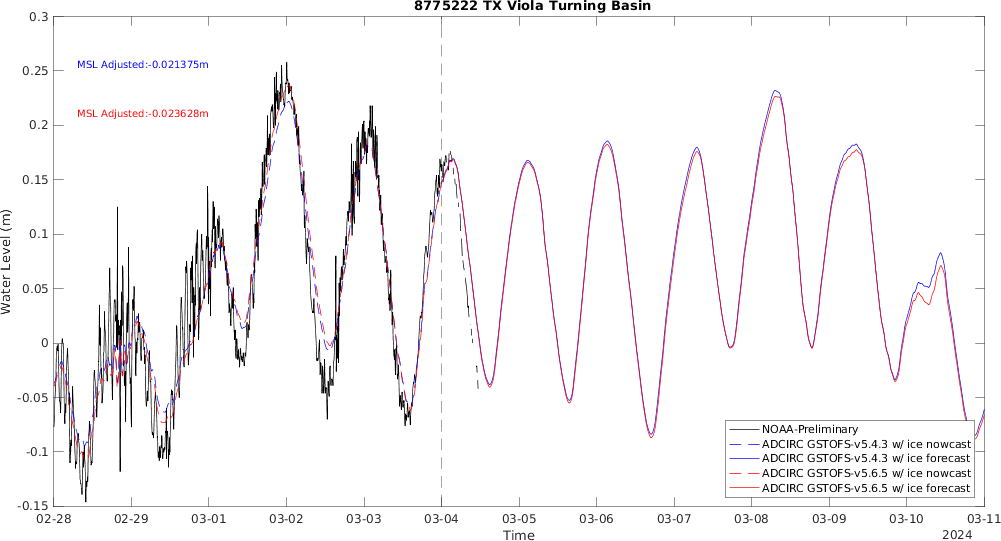 8775222 TX Viola Turning Basin
0.3
0.25
0.2
0.15
0.1
0.05
0
-0.05
-0.1
-0.15
Water Level (m)
MSL Adjusted:-0.021375m
MSL Adjusted:-0.023628m
NOAA-Preliminary
ADCIRC GSTOFS-v5.4.3 w/ ice nowcast
ADCIRC GSTOFS-v5.4.3 w/ ice forecast
ADCIRC GSTOFS-v5.6.5 w/ ice nowcast
ADCIRC GSTOFS-v5.6.5 w/ ice forecast
02-28 02-29 03-01 03-02 03-03 03-04 03-05 03-06 03-07 03-08 03-09 03-10 03-11
Time
2024